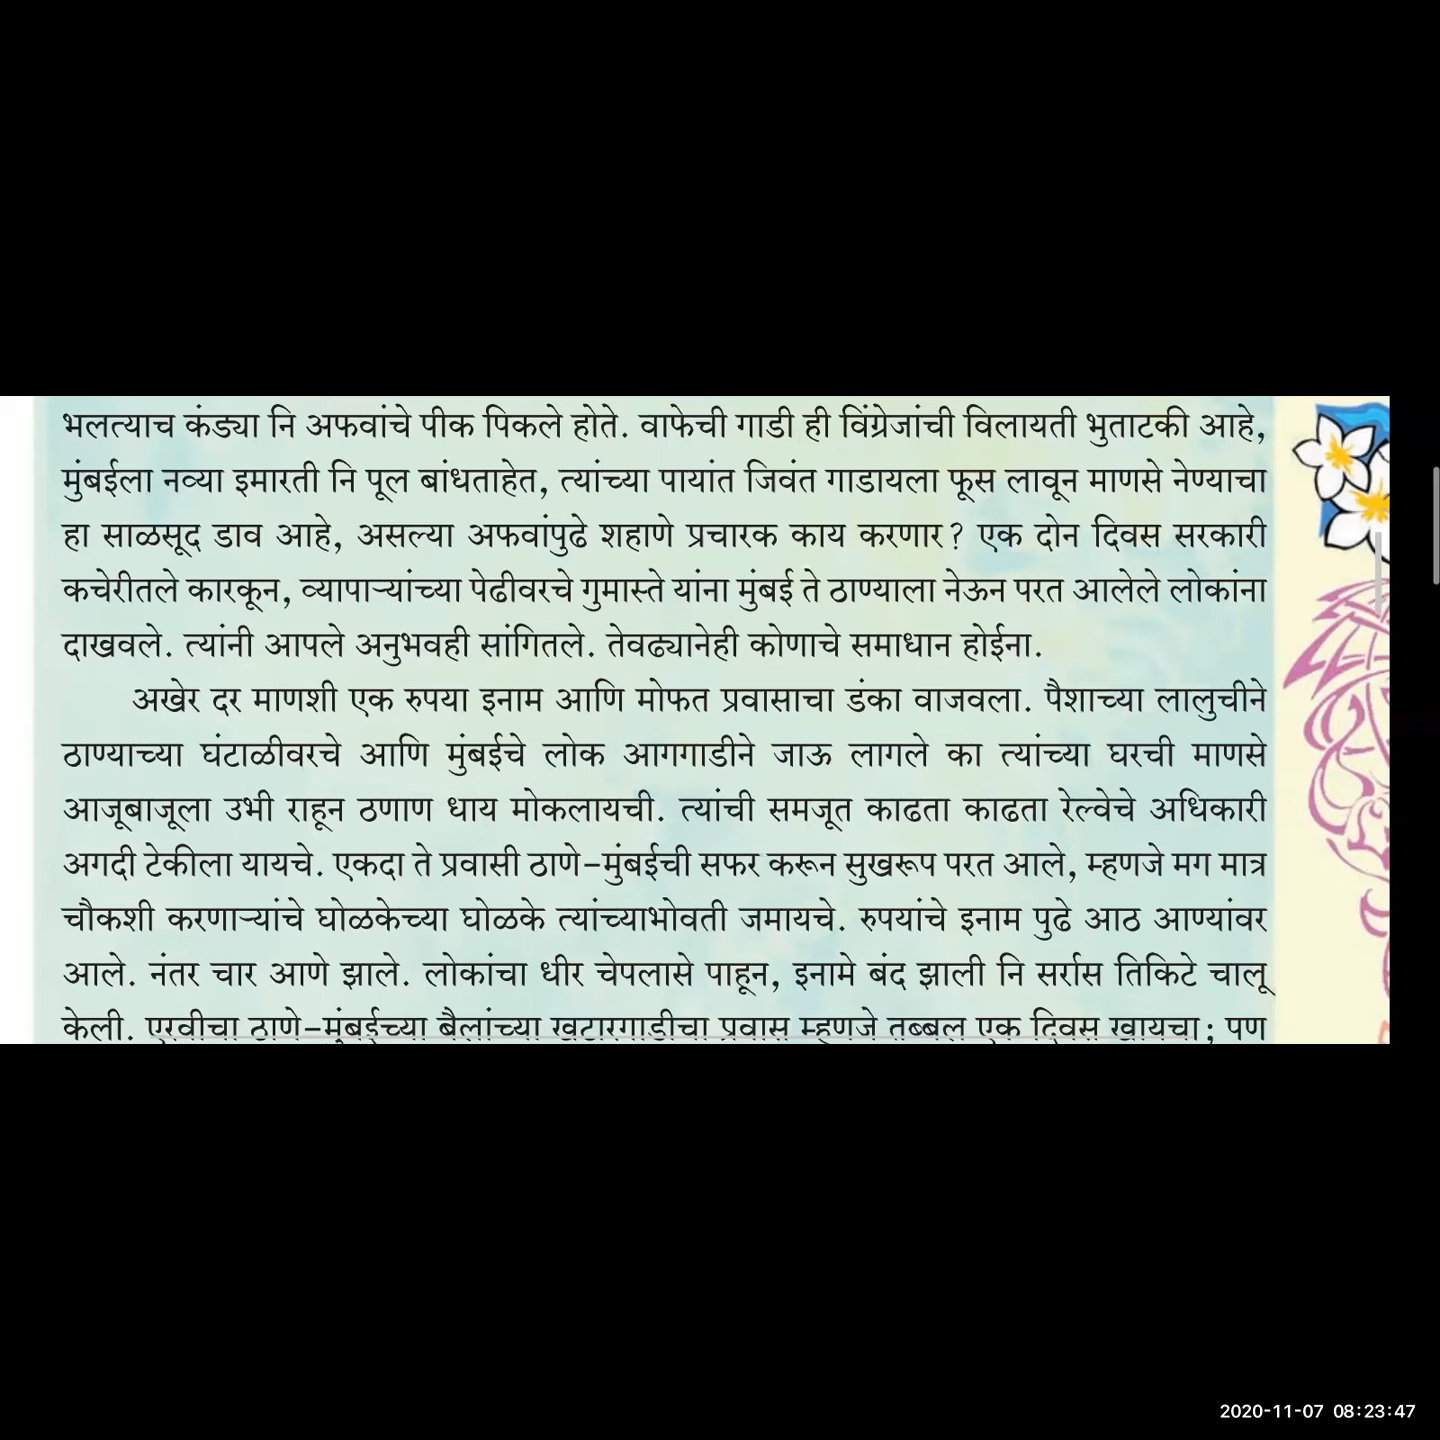 भलत्याच कंड्या नि अफवांचे पीक पिकले होते. वाफेची गाडी ही विंग्रेजांची विलायती भुताटकी आहे,
मुंबईला नव्या इमारती नि पूल बांधताहेत, त्यांच्या पायांत जिवंत गाडायला फूस लावून माणसे नेण्याचा
हा साळसूद डाव आहे, असल्या अफवांपुढे शहाणे प्रचारक काय करणार? एक दोन दिवस सरकारी
कचेरीतले कारकून, व्यापाऱ्यांच्या पेढीवरचे गुमास्ते यांना मुंबई ते ठाण्याला नेऊन परत आलेले लोकांना
दाखवले. त्यांनी आपले अनुभवही सांगितले. तेवढ्यानेही कोणाचे समाधान होईना.
अखेर दर माणशी एक रुपया इनाम आणि मोफत प्रवासाचा डंका वाजवला. पैशाच्या लालुचीने
ठाण्याच्या घंटाळीवरचे आणि मुंबईचे लोक आगगाडीने जाऊ लागले का त्यांच्या घरची माणसे
आजूबाजूला उभी राहून ठणाण धाय मोकलायची. त्यांची समजूत काढता काढता रेल्वेचे अधिकारी
अगदी टेकीला यायचे. एकदा ते प्रवासी ठाणे-मुंबईची सफर करून सुखरूप परत आले, म्हणजे मग मात्र
चौकशी करणाऱ्यांचे घोळकेच्या घोळके त्यांच्याभोवती जमायचे. रुपयांचे इनाम पुढे आठ आण्यांवर
आले. नंतर चार आणे झाले. लोकांचा धीर चेपलासे पाहून, इनामे बंद झाली नि सर्रास तिकिटे चालू
केली. एरवीचा ठाणे-मुंबईच्या बैलांच्या खटारगाडीचा प्रवास म्हणजे तब्बल एक दिवस खायचा; पण
2020-11-07 08:23:47